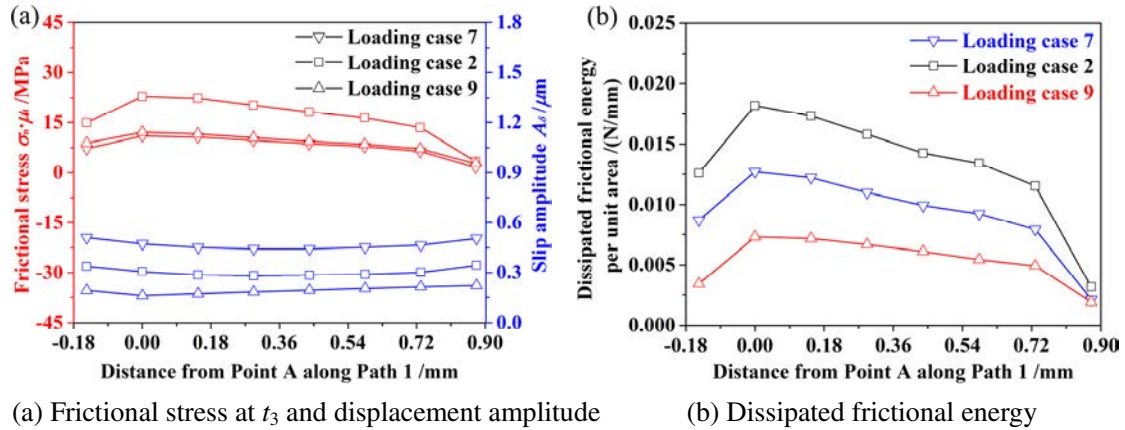 (a)
Frictional stress σₙ·μ /MPa
45
30
15
0
-15
-30
-45
Loading case 7
Loading case 2
Loading case 9
1.8
1.5
1.2
0.9
0.6
0.3
0.0
Slip amplitude Aδ/μm
-0.18 0.00 0.18 0.36 0.54 0.72 0.90
Distance from Point A along Path 1 /mm
(b)
Dissipated frictional energy
per unit area /(N/mm)
0.025
0.020
0.015
0.010
0.005
0.000
Loading case 7
Loading case 2
Loading case 9
-0.18 0.00 0.18 0.36 0.54 0.72 0.90
Distance from Point A along Path 1 /mm
(a) Frictional stress at t₃ and displacement amplitude
(b) Dissipated frictional energy